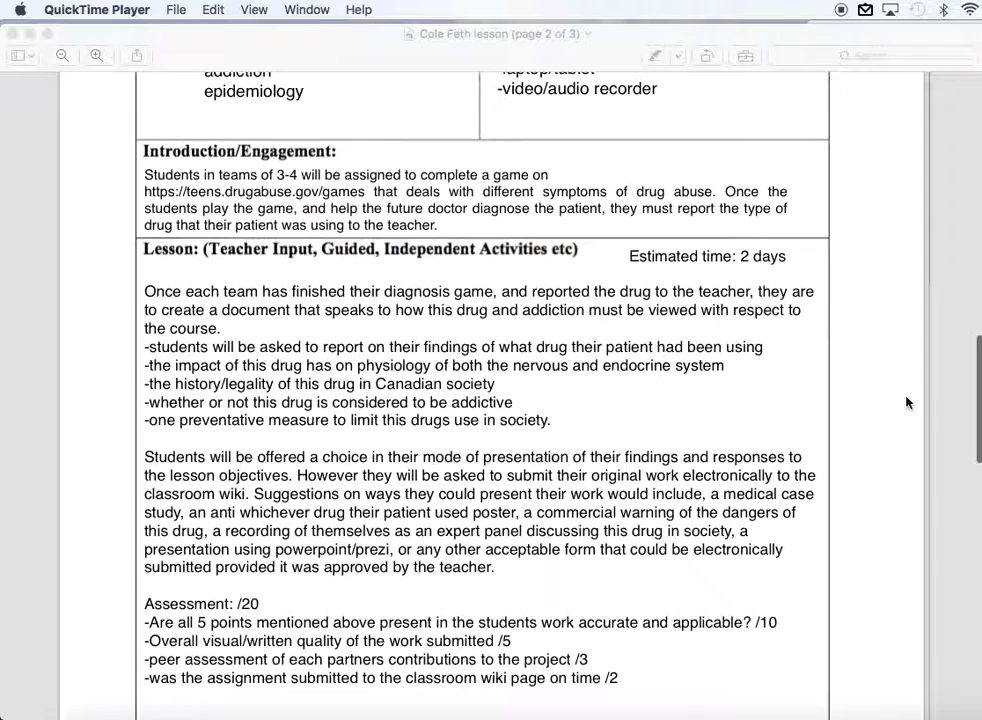 QuickTime Player File Edit View Window Help
Cole Feth lesson (page 2 of 3)
Search
addiction
epidemiology
-laptop/tablet
-video/audio recorder
Introduction/Engagement:
Students in teams of 3-4 will be assigned to complete a game on
https://teens.drugabuse.gov/games that deals with different symptoms of drug abuse. Once the
students play the game, and help the future doctor diagnose the patient, they must report the type of
drug that their patient was using to the teacher.
Lesson: (Teacher Input, Guided, Independent Activities etc)
Estimated time: 2 days
Once each team has finished their diagnosis game, and reported the drug to the teacher, they are
to create a document that speaks to how this drug and addiction must be viewed with respect to
the course.
-students will be asked to report on their findings of what drug their patient had been using
-the impact of this drug has on physiology of both the nervous and endocrine system
-the history/legality of this drug in Canadian society
-whether or not this drug is considered to be addictive
-one preventative measure to limit this drugs use in society.
Students will be offered a choice in their mode of presentation of their findings and responses to
the lesson objectives. However they will be asked to submit their original work electronically to the
classroom wiki. Suggestions on ways they could present their work would include, a medical case
study, an anti whichever drug their patient used poster, a commercial warning of the dangers of
this drug, a recording of themselves as an expert panel discussing this drug in society, a
presentation using powerpoint/prezi, or any other acceptable form that could be electronically
submitted provided it was approved by the teacher.
Assessment: /20
-Are all 5 points mentioned above present in the students work accurate and applicable? /10
-Overall visual/written quality of the work submitted /5
-peer assessment of each partners contributions to the project /3
-was the assignment submitted to the classroom wiki page on time /2